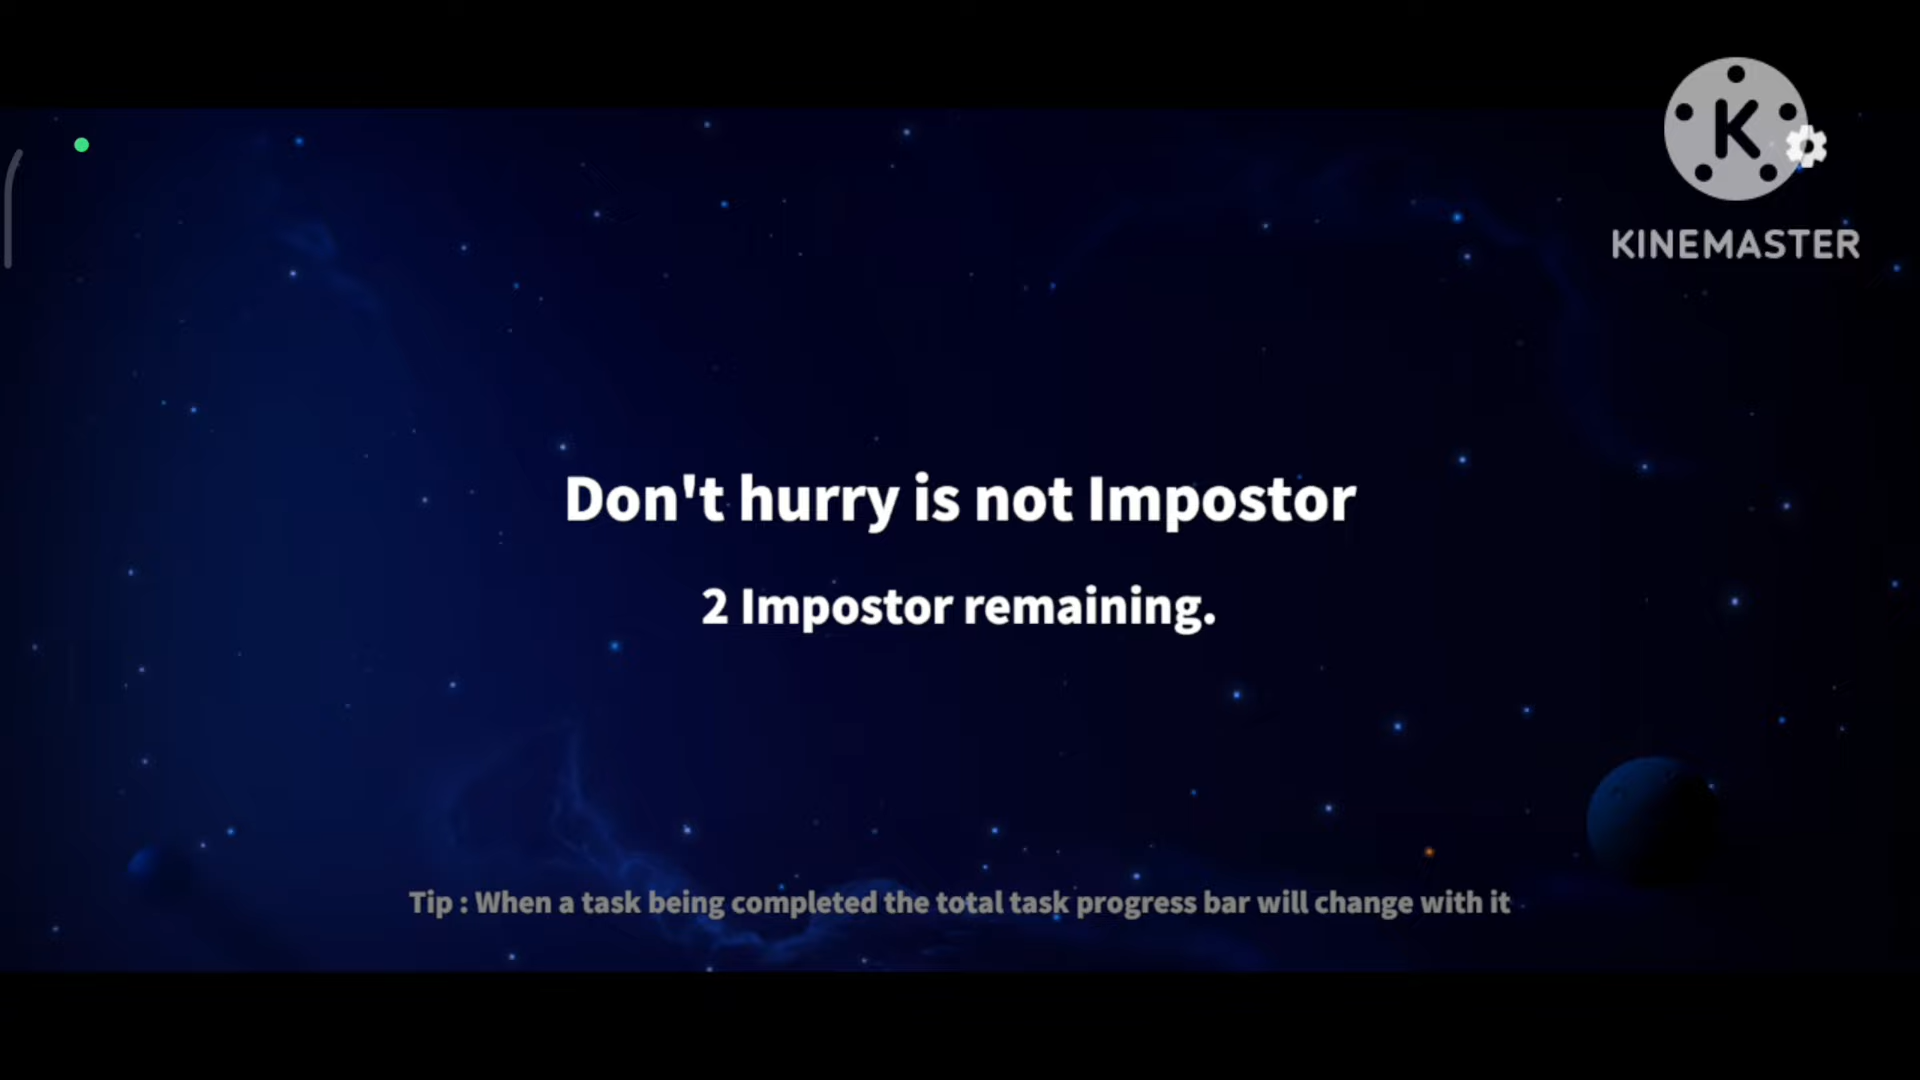 K
KINEMASTER
Don't hurry is not Impostor
2 Impostor remaining.
Tip : When a task being completed the total task progress bar will change with it